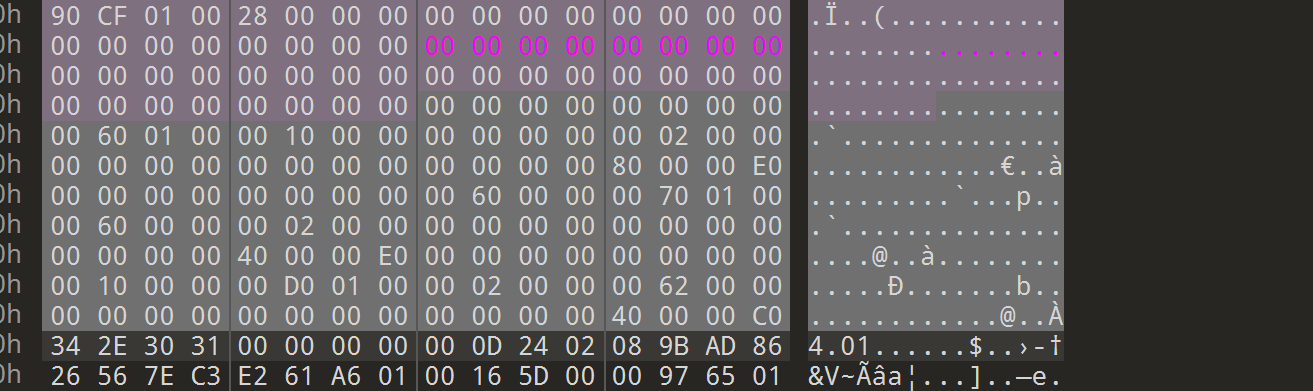 0h 90 CF 01 00 28 00 00 00 00 00 00 00 00 00 00 00 .Ï..(...........
0h 00 00 00 00 00 00 00 00 00 00 00 00 00 00 00 00 ................
0h 00 00 00 00 00 00 00 00 00 00 00 00 00 00 00 00 ................
0h 00 00 00 00 00 00 00 00 00 00 00 00 00 00 00 00 ................
0h 00 60 01 00 00 10 00 00 00 00 00 00 00 02 00 00 .`..............
0h 00 00 00 00 00 00 00 00 00 00 00 00 80 00 00 E0 ............€..à
0h 00 00 00 00 00 00 00 00 00 60 00 00 00 70 01 00 .........`...p..
0h 00 60 00 00 00 02 00 00 00 00 00 00 00 00 00 00 .`..............
0h 00 00 00 00 40 00 00 E0 00 00 00 00 00 00 00 00 ....@..à........
0h 00 10 00 00 00 D0 01 00 00 02 00 00 00 62 00 00 .....Ð.......b..
0h 00 00 00 00 00 00 00 00 00 00 00 00 40 00 00 C0 ............@..À
0h 34 2E 30 31 00 00 00 00 00 0D 24 02 08 9B AD 86 4.01......$..›-†
0h 26 56 7E C3 E2 61 A6 01 00 16 5D 00 00 97 65 01 &V~Ãâa¦...]..—e.